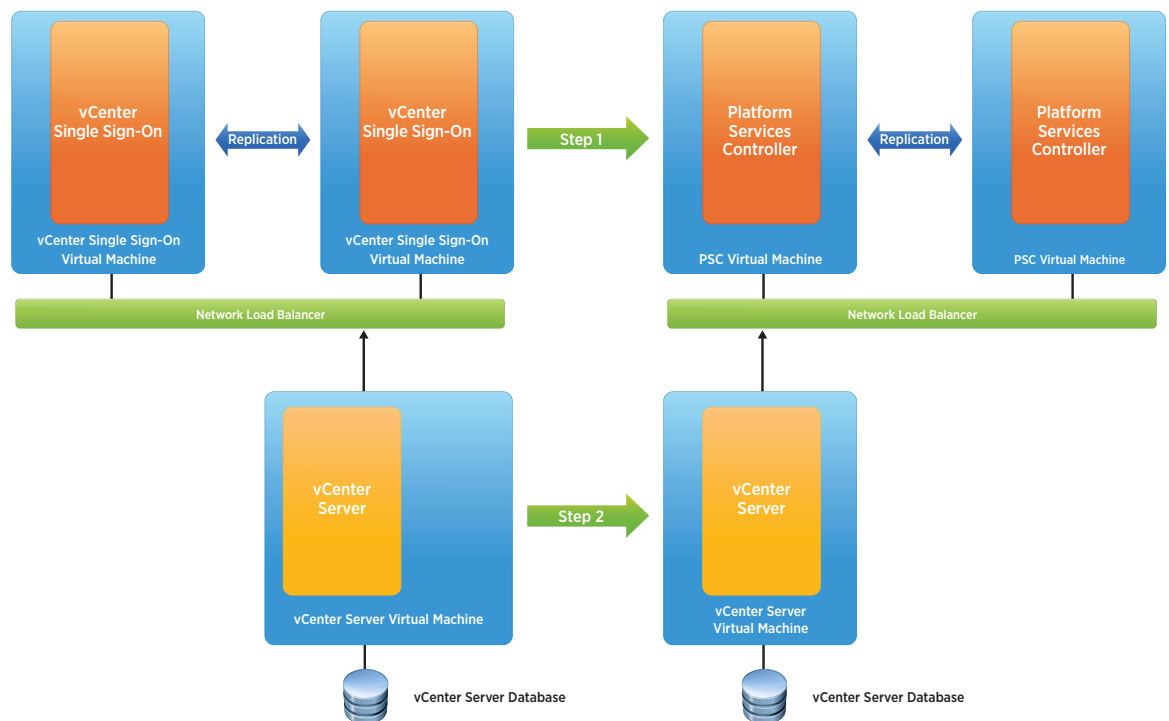 vCenter
Single Sign-On
vCenter Single Sign-On
Virtual Machine
Replication
vCenter
Single Sign-On
vCenter Single Sign-On
Virtual Machine
Step 1
Platform
Services
Controller
PSC Virtual Machine
Replication
Platform
Services
Controller
PSC Virtual Machine
Network Load Balancer
Network Load Balancer
vCenter
Server
vCenter Server Virtual Machine
Step 2
vCenter
Server
vCenter Server
Virtual Machine
vCenter Server Database
vCenter Server Database